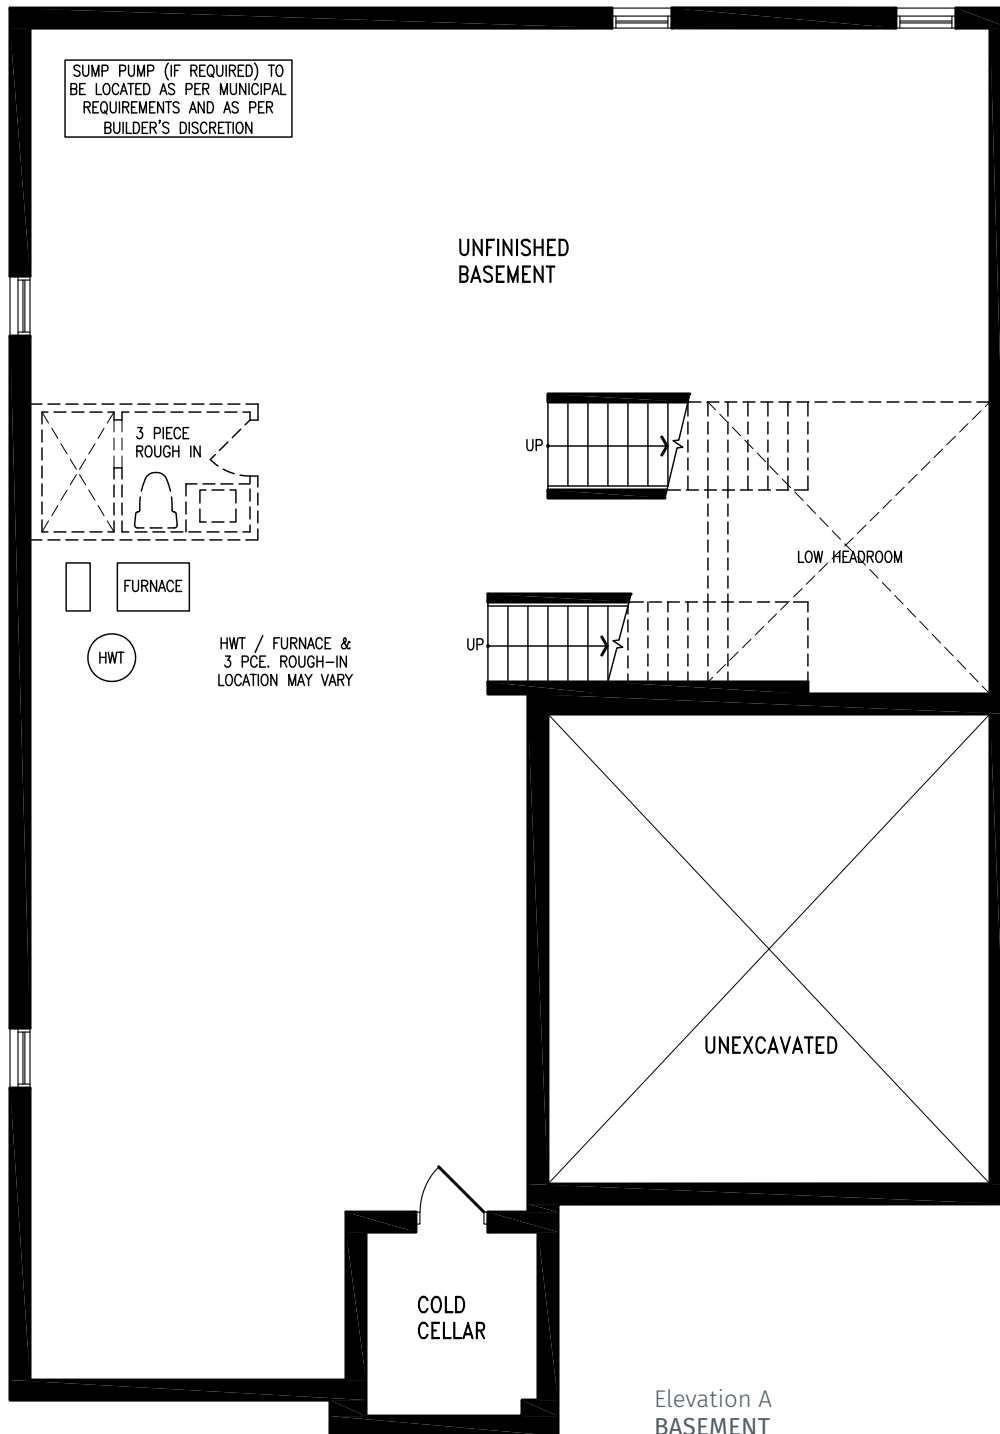 SUMP PUMP (IF REQUIRED) TO
BE LOCATED AS PER MUNICIPAL
REQUIREMENTS AND AS PER
BUILDER'S DISCRETION
UNFINISHED
BASEMENT
3 PIECE
ROUGH IN
UP
LOW HEADROOM
FURNACE
HWT
HWT / FURNACE &
3 PCE. ROUGH-IN
LOCATION MAY VARY
UP
UNEXCAVATED
COLD
CELLAR
Elevation A
BASEMENT